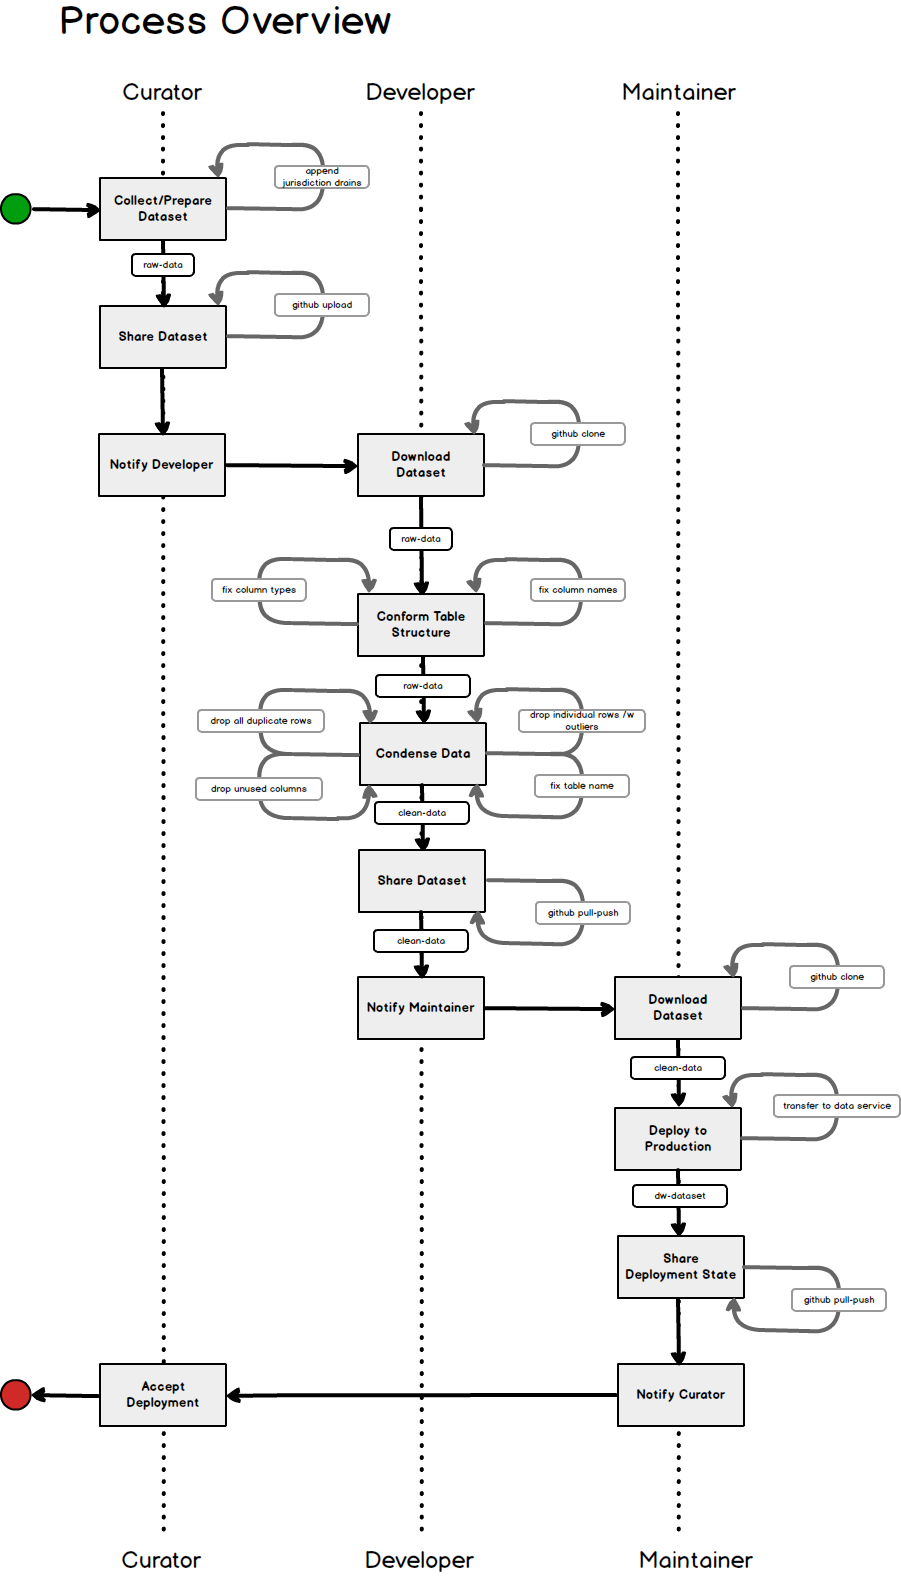 Process Overview
Curator
Developer
Maintainer
append
jurisdiction drains
Collect/Prepare
Dataset
raw-data
github upload
Share Dataset
github clone
Notify Developer
Download
Dataset
raw-data
fix column types
fix column names
Conform Table
Structure
raw-data
drop all duplicate rows
drop individual rows /w
outliers
Condense Data
drop unused columns
fix table name
clean-data
Share Dataset
github pull-push
clean-data
github clone
Notify Maintainer
Download
Dataset
clean-data
transfer to data service
Deploy to
Production
dw-dataset
Share
Deployment State
github pull-push
Accept
Deployment
Notify Curator
Curator
Developer
Maintainer